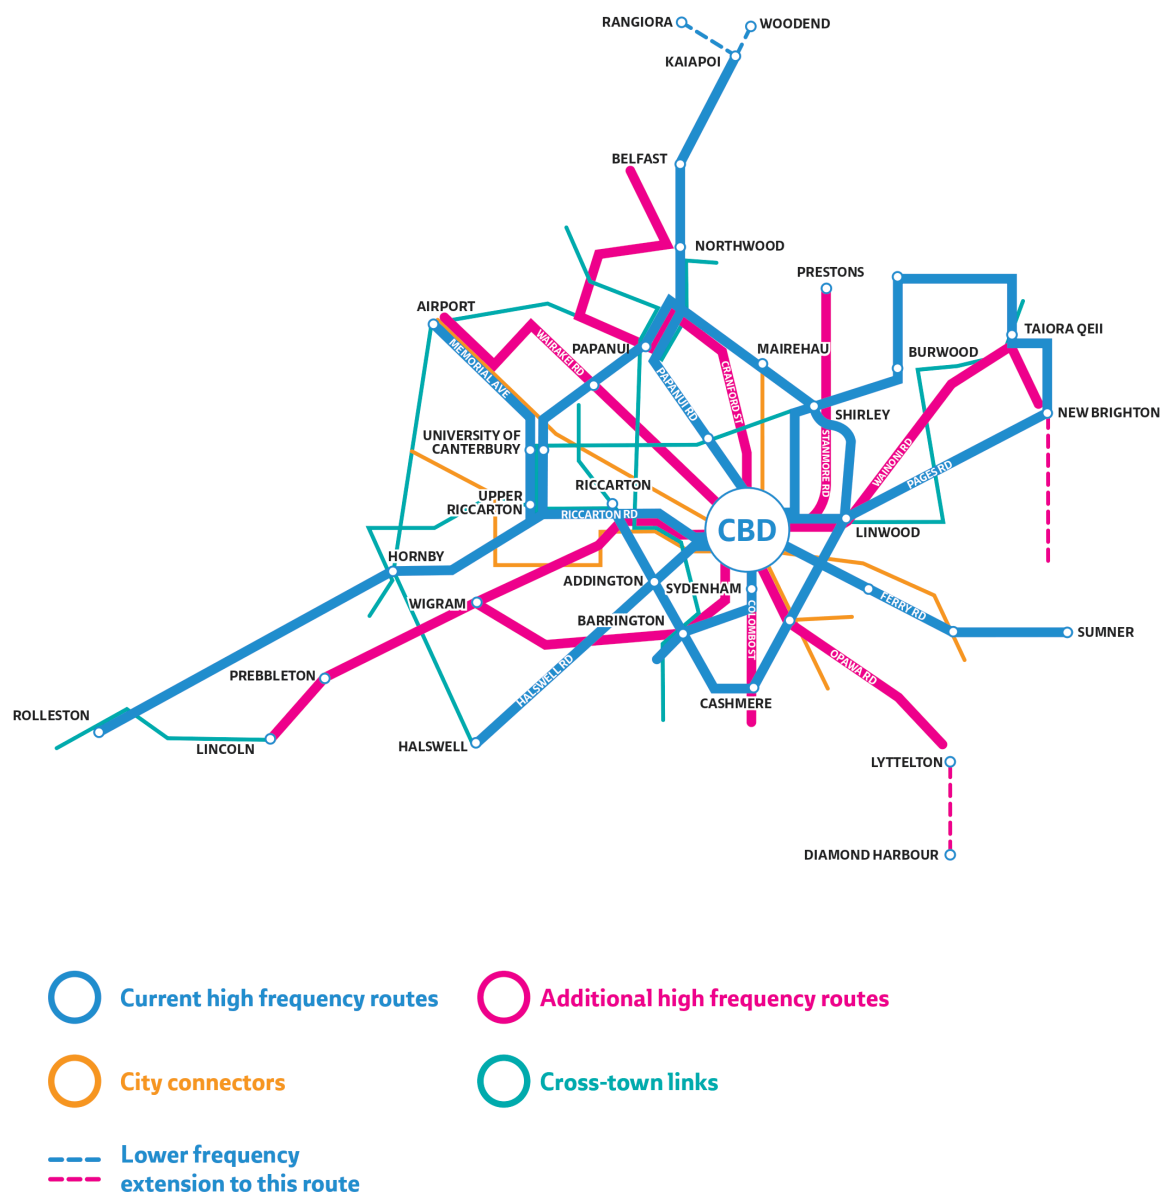 RANGIORA
WOODEND
KAIAPOI
BELFAST
NORTHWOOD
PRESTONS
AIRPORT
TAIORA QEII
MEMORIAL AVE
WAIRAKEI RD
PAPANUI
MAIREHAU
BURWOOD
CRANFORD ST
PAPANUI RD
SHIRLEY
NEW BRIGHTON
UNIVERSITY OF
CANTERBURY
STANMORE RD
WAINONI RD
PAGES RD
RICCARTON
UPPER
RICCARTON
RICCARTON RD
CBD
LINWOOD
HORNBY
ADDINGTON
SYDENHAM
WIGRAM
FERRY RD
BARRINGTON
COLOMBO ST
SUMNER
PREBBLETON
HALSWELL RD
OPAWA RD
CASHMERE
ROLLESTON
LINCOLN
HALSWELL
LYTTELTON
DIAMOND HARBOUR
Current high frequency routes
Additional high frequency routes
City connectors
Cross-town links
Lower frequency
extension to this route